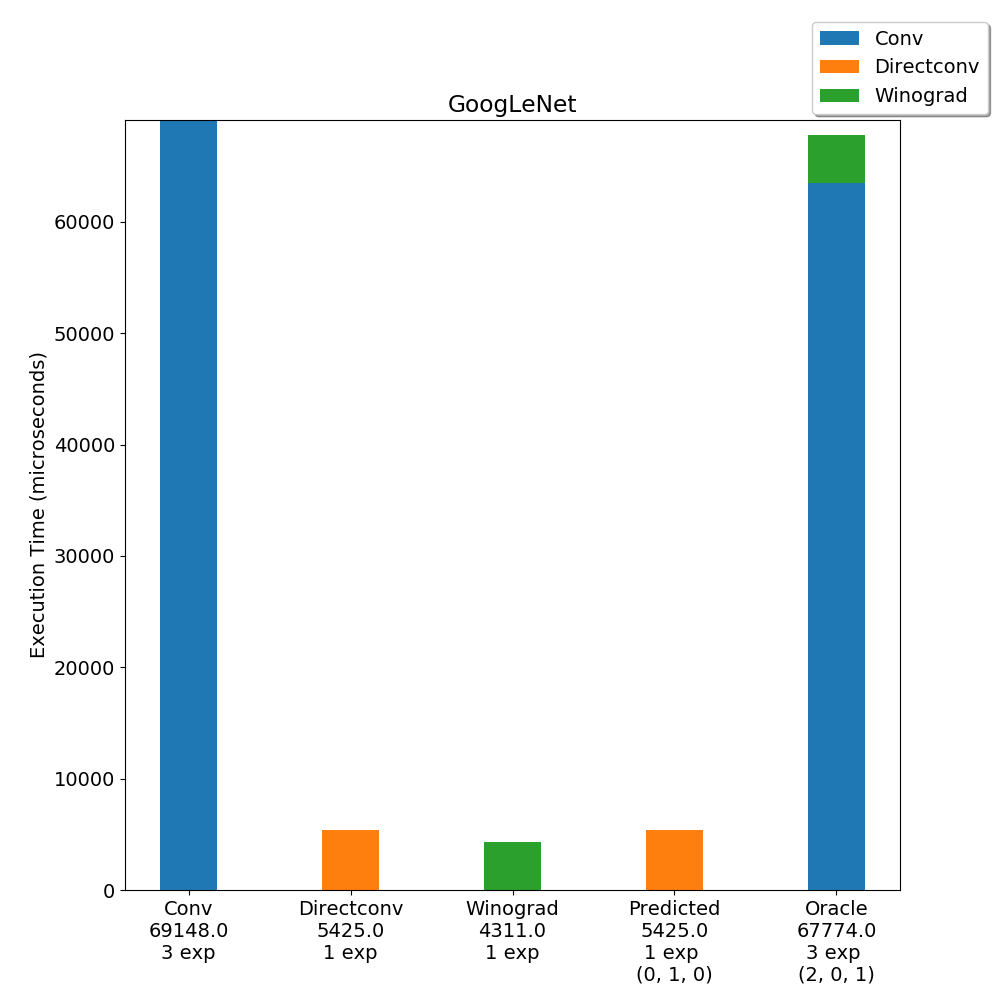 Conv
Directconv
Winograd
GoogLeNet
Execution Time (microseconds)
60000
50000
40000
30000
20000
10000
0
Conv
69148.0
3 exp
Directconv
5425.0
1 exp
Winograd
4311.0
1 exp
Predicted
5425.0
1 exp
(0, 1, 0)
Oracle
67774.0
3 exp
(2, 0, 1)